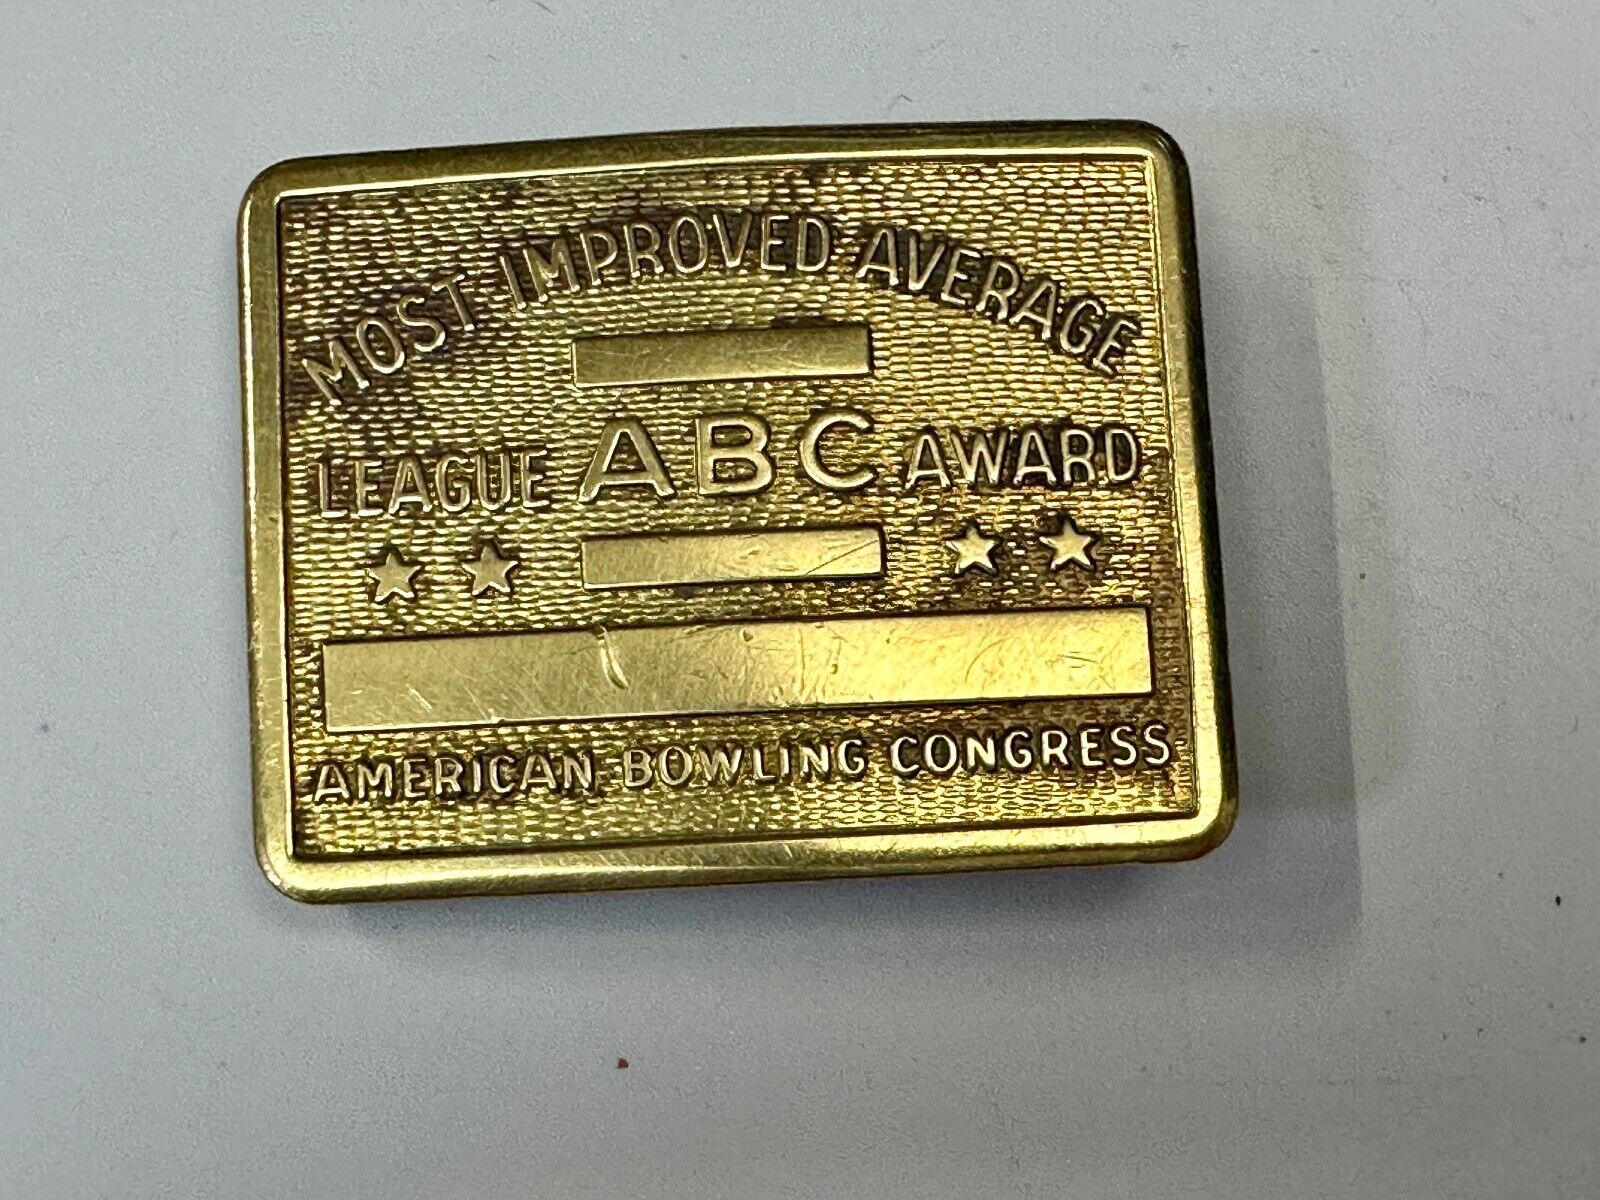 MOST IMPROVED AVERAGE
LEAGUE ABC AWARD
AMERICAN BOWLING CONGRESS